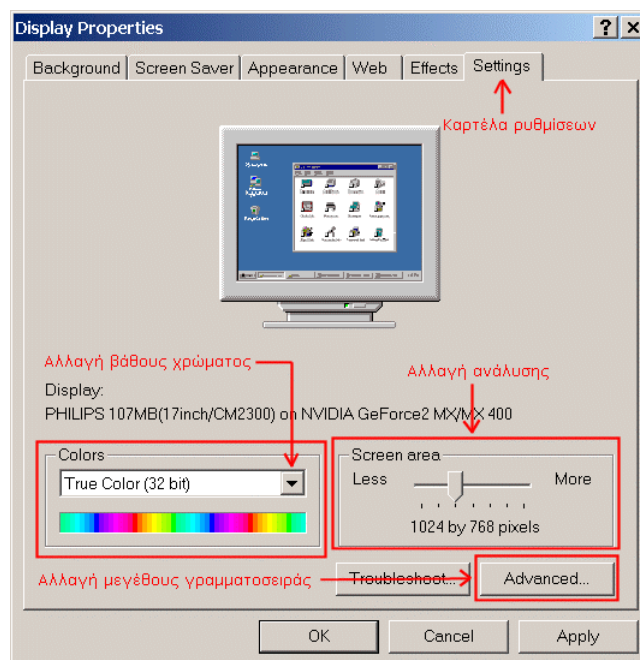 Display Properties
Background Screen Saver Appearance Web Effects Settings
Καρτέλα ρυθμίσεων
Αλλαγή βάθους χρώματος
Αλλαγή ανάλυσης
Display:
PHILIPS 107MB(17inch/CM2300) on NVIDIA GeForce2 MX/MX 400
Colors
True Color (32 bit)
Screen area
Less More
1024 by 768 pixels
Αλλαγή μεγέθους γραμματοσειράς
Troubleshoot... Advanced...
OK Cancel Apply